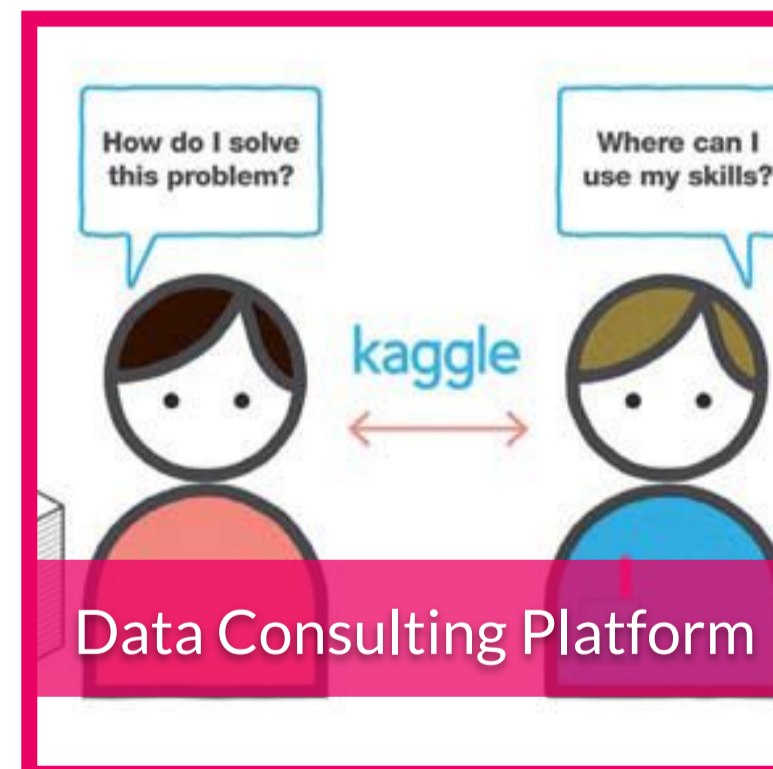 How do I solve
this problem?
Where can I
use my skills?
kaggle
Data Consulting Platform